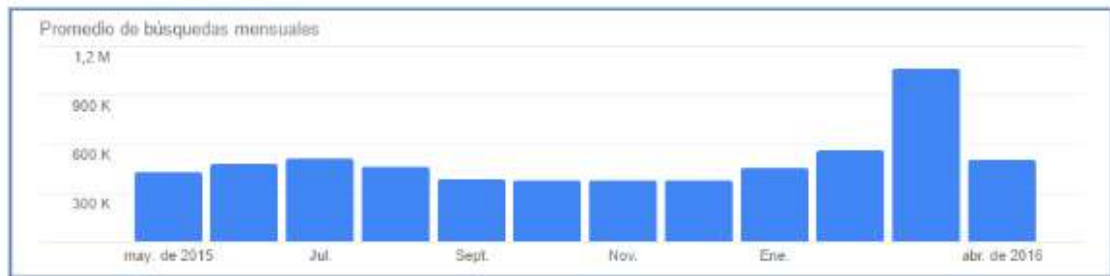 Promedio de búsquedas mensuales
1,2 M
900 K
600 K
300 K
may. de 2015 Jul. Sept. Nov. Ene. abr. de 2016